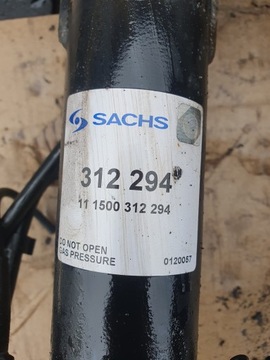 SACHS
312 294
11 1500 312 294
DO NOT OPEN
GAS PRESSURE
0120057